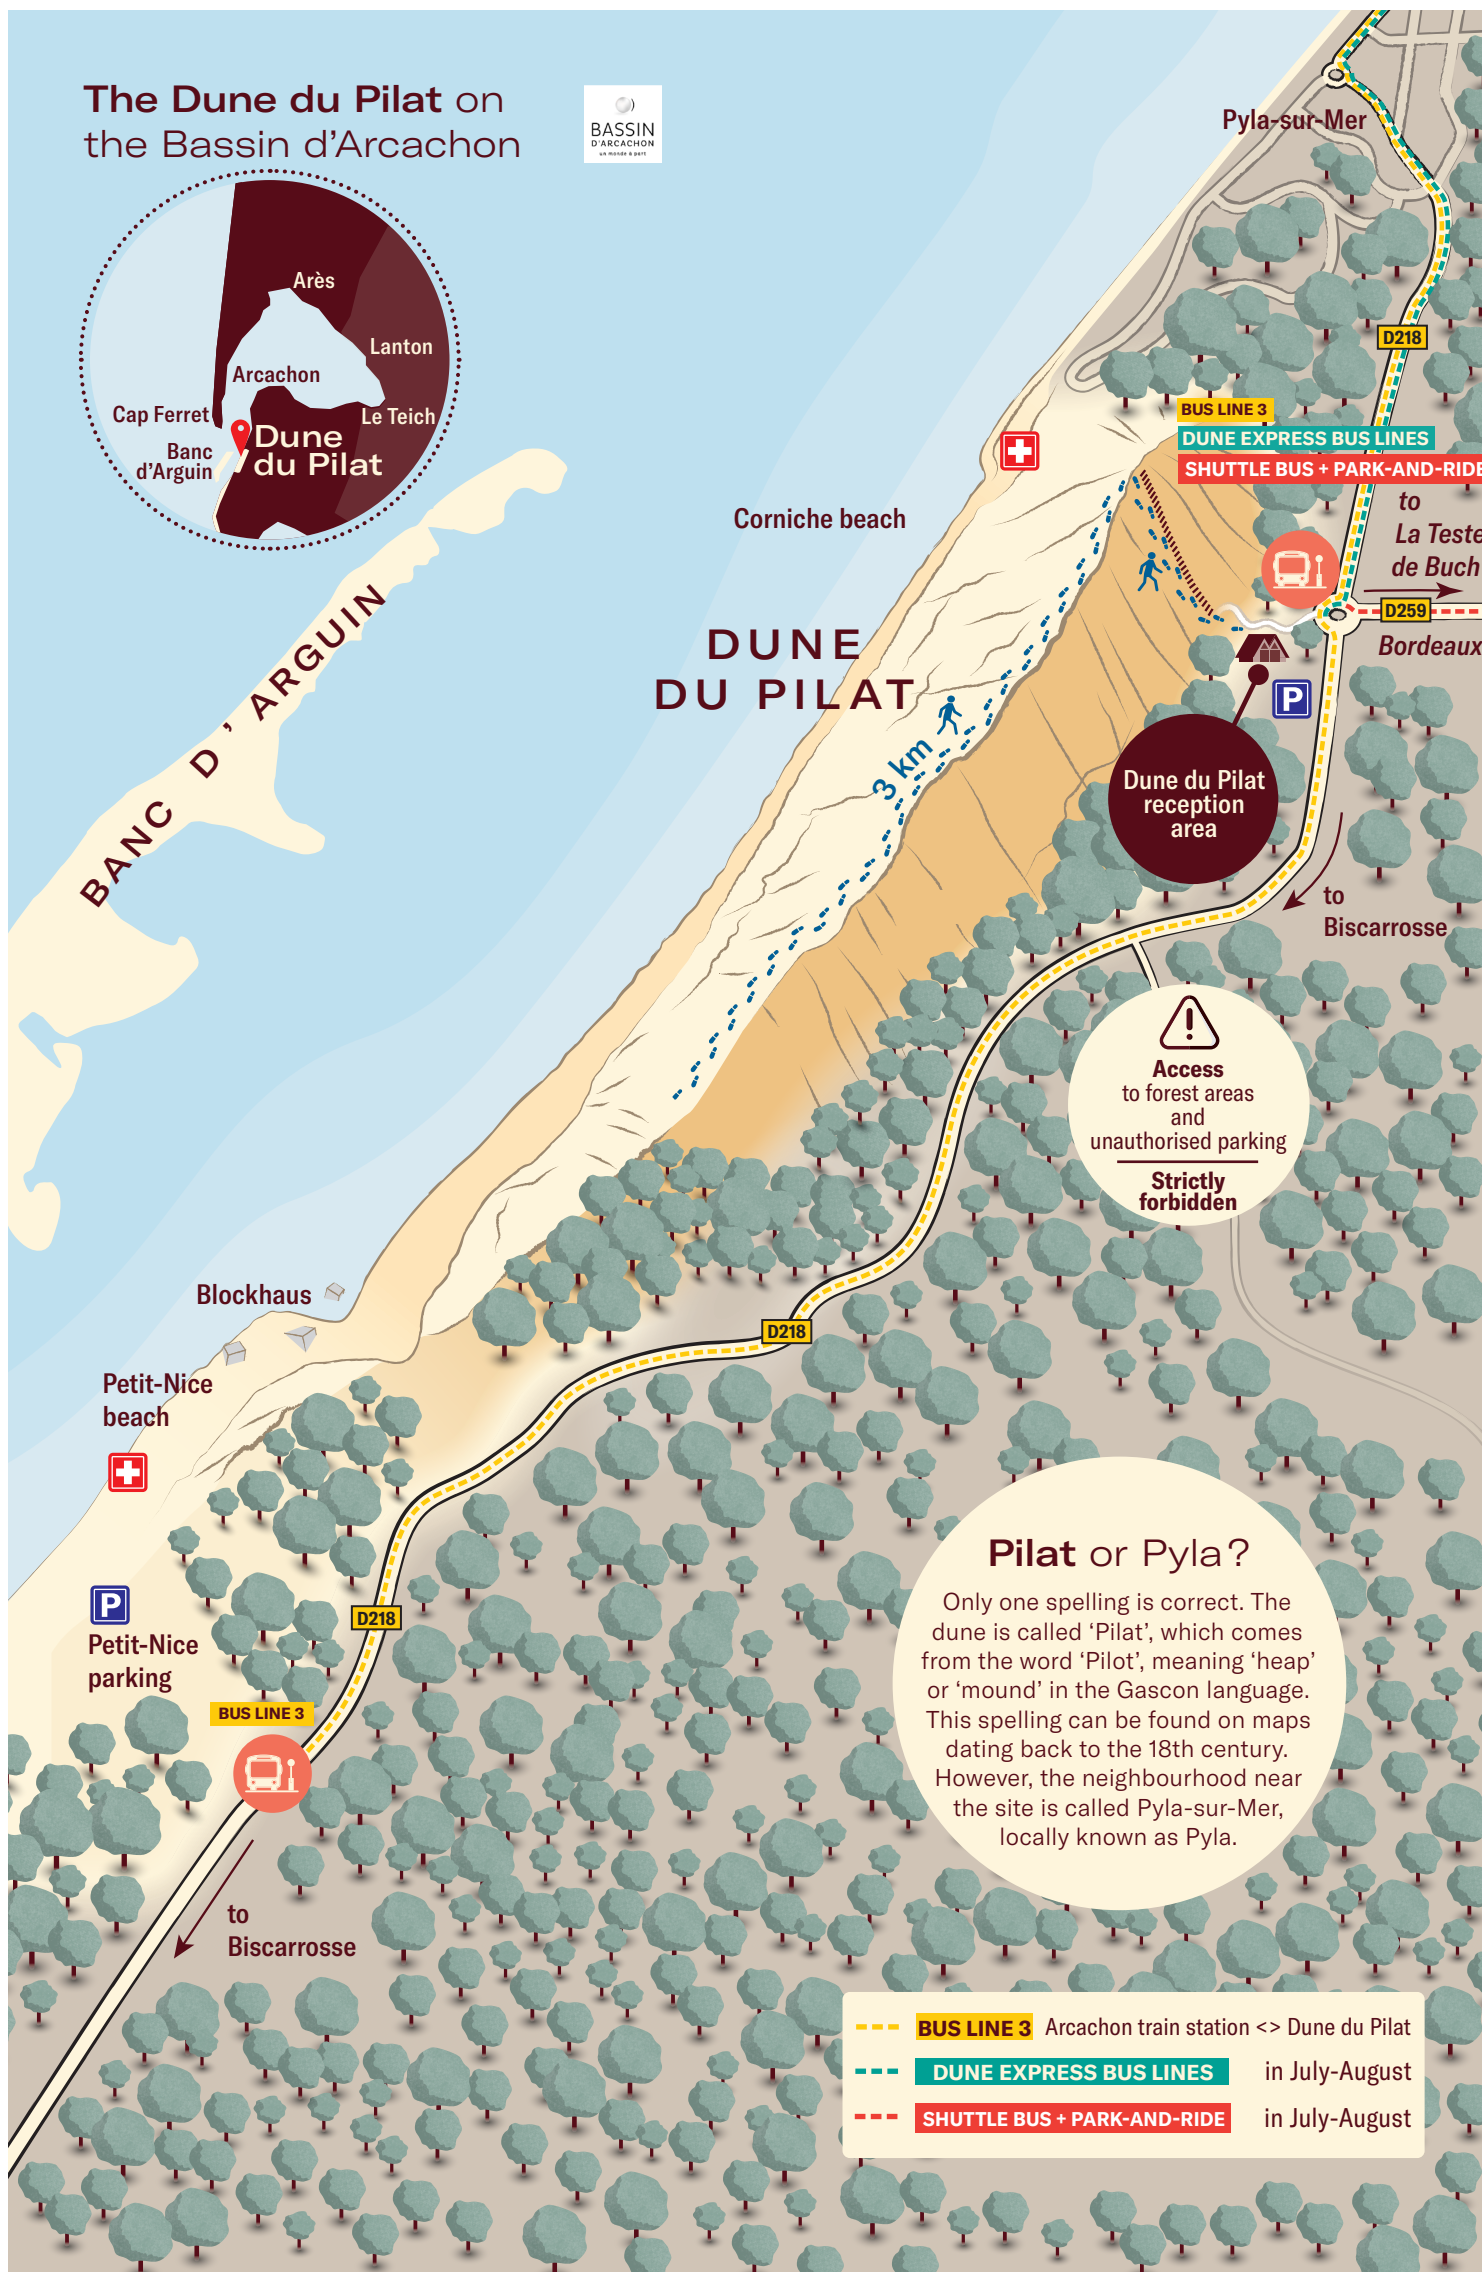 The Dune du Pilat on
the Bassin d'Arcachon
BASSIN
D'ARCACHON
un monde à part
Arès
Lanton
Arcachon
Cap Ferret
Le Teich
Banc
d'Arguin
Dune
du Pilat
Pyla-sur-Mer
D218
BUS LINE 3
DUNE EXPRESS BUS LINES
SHUTTLE BUS + PARK-AND-RIDE
to
La Teste
de Buch
D259
Bordeaux
Corniche beach
BANC D'ARGUIN
DUNE
DU PILAT
3 km
P
Dune du Pilat
reception
area
to
Biscarrosse
Access
to forest areas
and
unauthorised parking
Strictly
forbidden
Blockhaus
D218
Petit-Nice
beach
P
Petit-Nice
parking
D218
BUS LINE 3
to
Biscarrosse
Pilat or Pyla?
Only one spelling is correct. The
dune is called ‘Pilat’, which comes
from the word ‘Pilot’, meaning ‘heap’
or ‘mound’ in the Gascon language.
This spelling can be found on maps
dating back to the 18th century.
However, the neighbourhood near
the site is called Pyla-sur-Mer,
locally known as Pyla.
BUS LINE 3 Arcachon train station <> Dune du Pilat
DUNE EXPRESS BUS LINES in July-August
SHUTTLE BUS + PARK-AND-RIDE in July-August